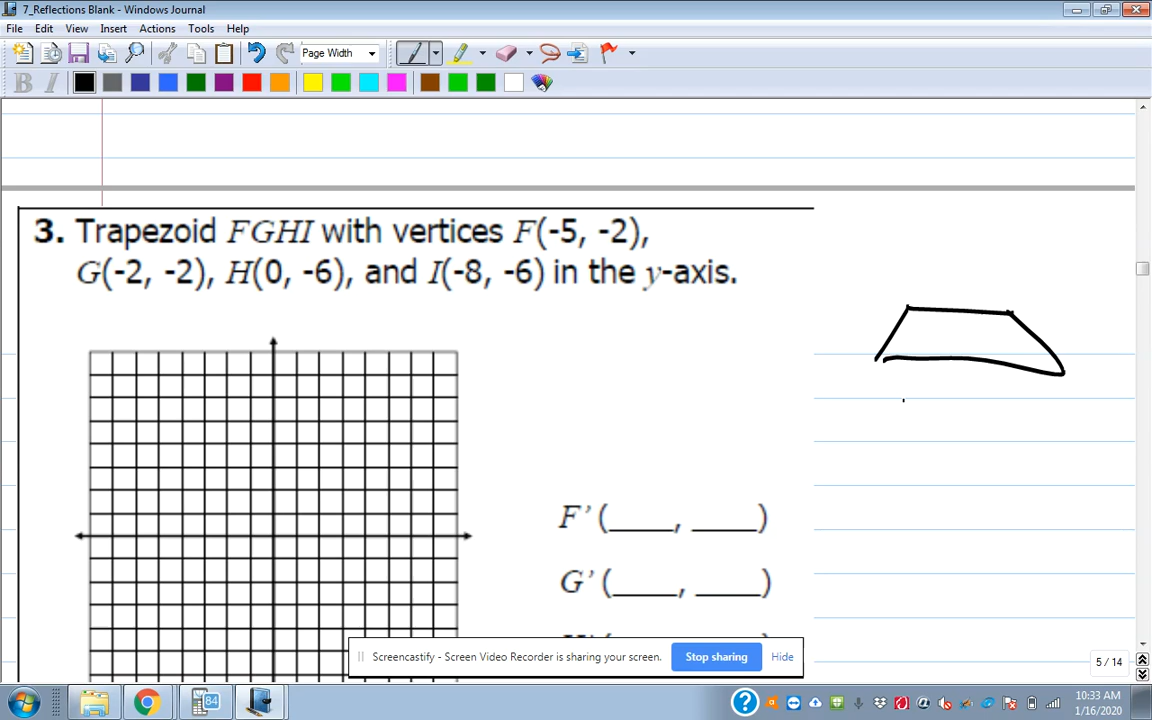 7_Reflections Blank - Windows Journal
File Edit View Insert Actions Tools Help
Page Width
B I
3. Trapezoid FGHI with vertices F(-5, -2),
G(-2, -2), H(0, -6), and I(-8, -6) in the y-axis.
F' (____, ____)
G' (____, ____)
Screencastify - Screen Video Recorder is sharing your screen. Stop sharing Hide
5 / 14
84
10:33 AM
1/16/2020